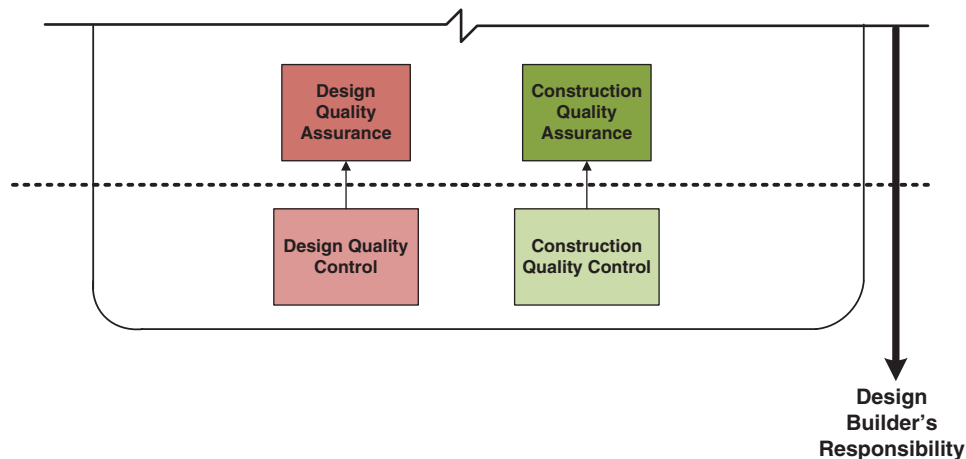 Design
Quality
Assurance
Construction
Quality
Assurance
Design Quality
Control
Construction
Quality Control
Design
Builder's
Responsibility